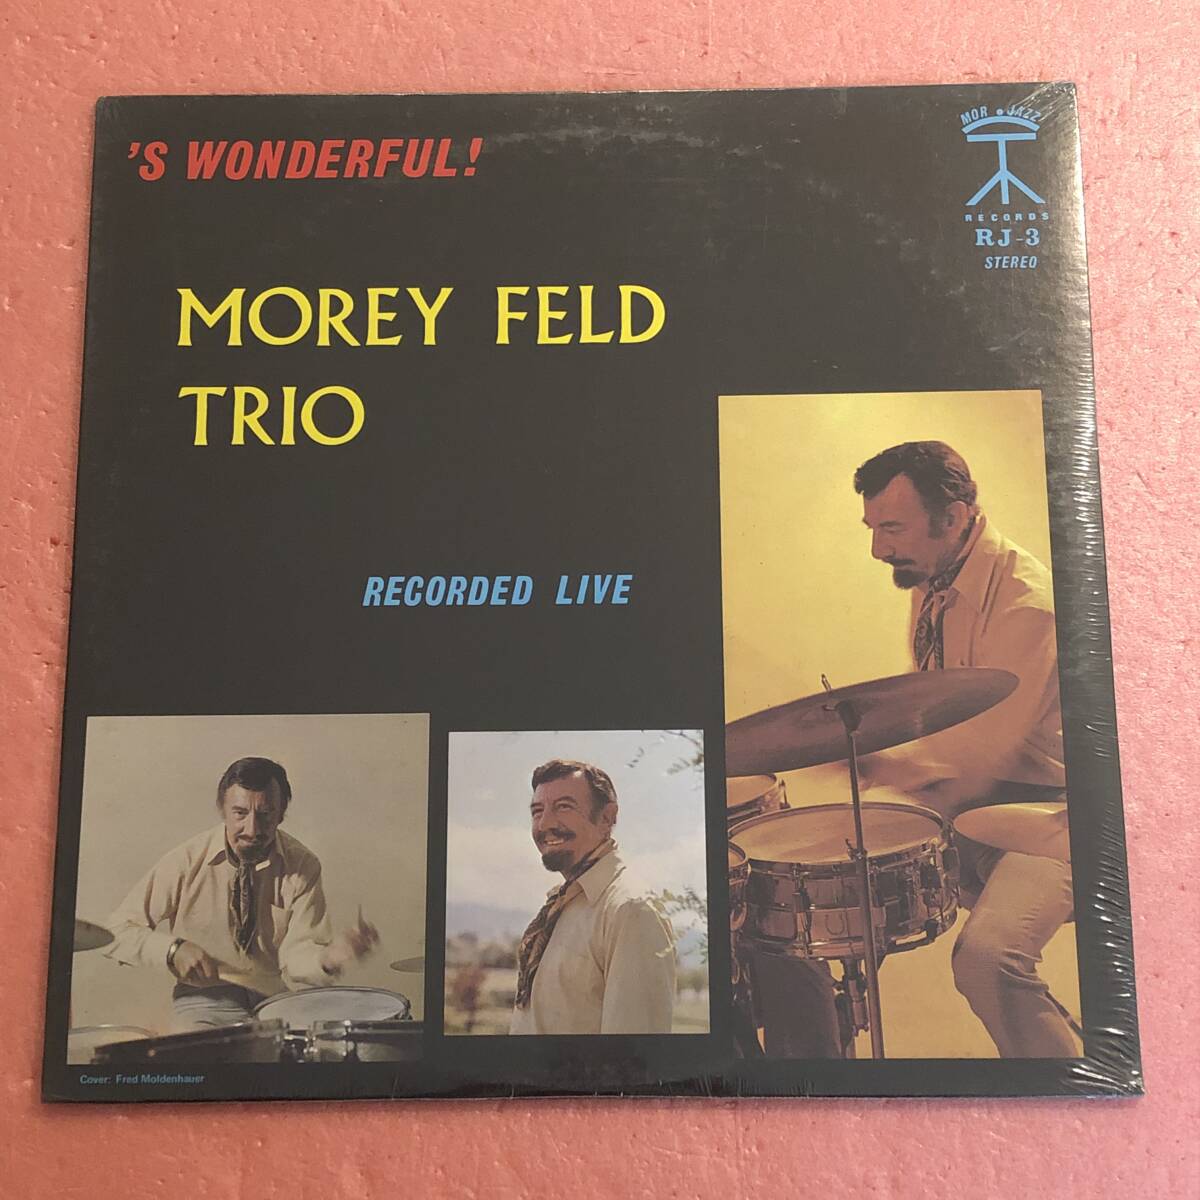 'S WONDERFUL!
MOR • JAZZ
RECORDS
RJ-3
STEREO
MOREY FELD
TRIO
RECORDED LIVE
Cover: Fred Moldenhauer